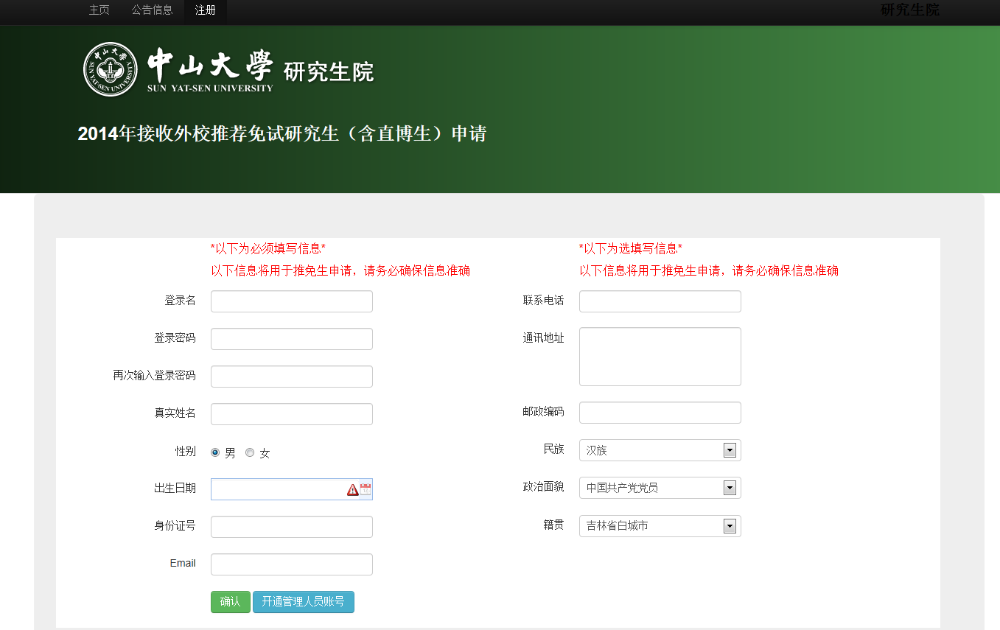 主页 公告信息 注册 研究生院
中山大學 研究生院
SUN YAT-SEN UNIVERSITY
中山大学
SUN YAT-SEN UNIVERSITY
2014年接收外校推荐免试研究生（含直博生）申请
*以下为必须填写信息*
以下信息将用于推免生申请，请务必确保信息准确
登录名
登录密码
再次输入登录密码
真实姓名
性别 男 女
出生日期
身份证号
Email
确认 开通管理人员账号
*以下为选填写信息*
以下信息将用于推免生申请，请务必确保信息准确
联系电话
通讯地址
邮政编码
民族 汉族
政治面貌 中国共产党党员
籍贯 吉林省白城市